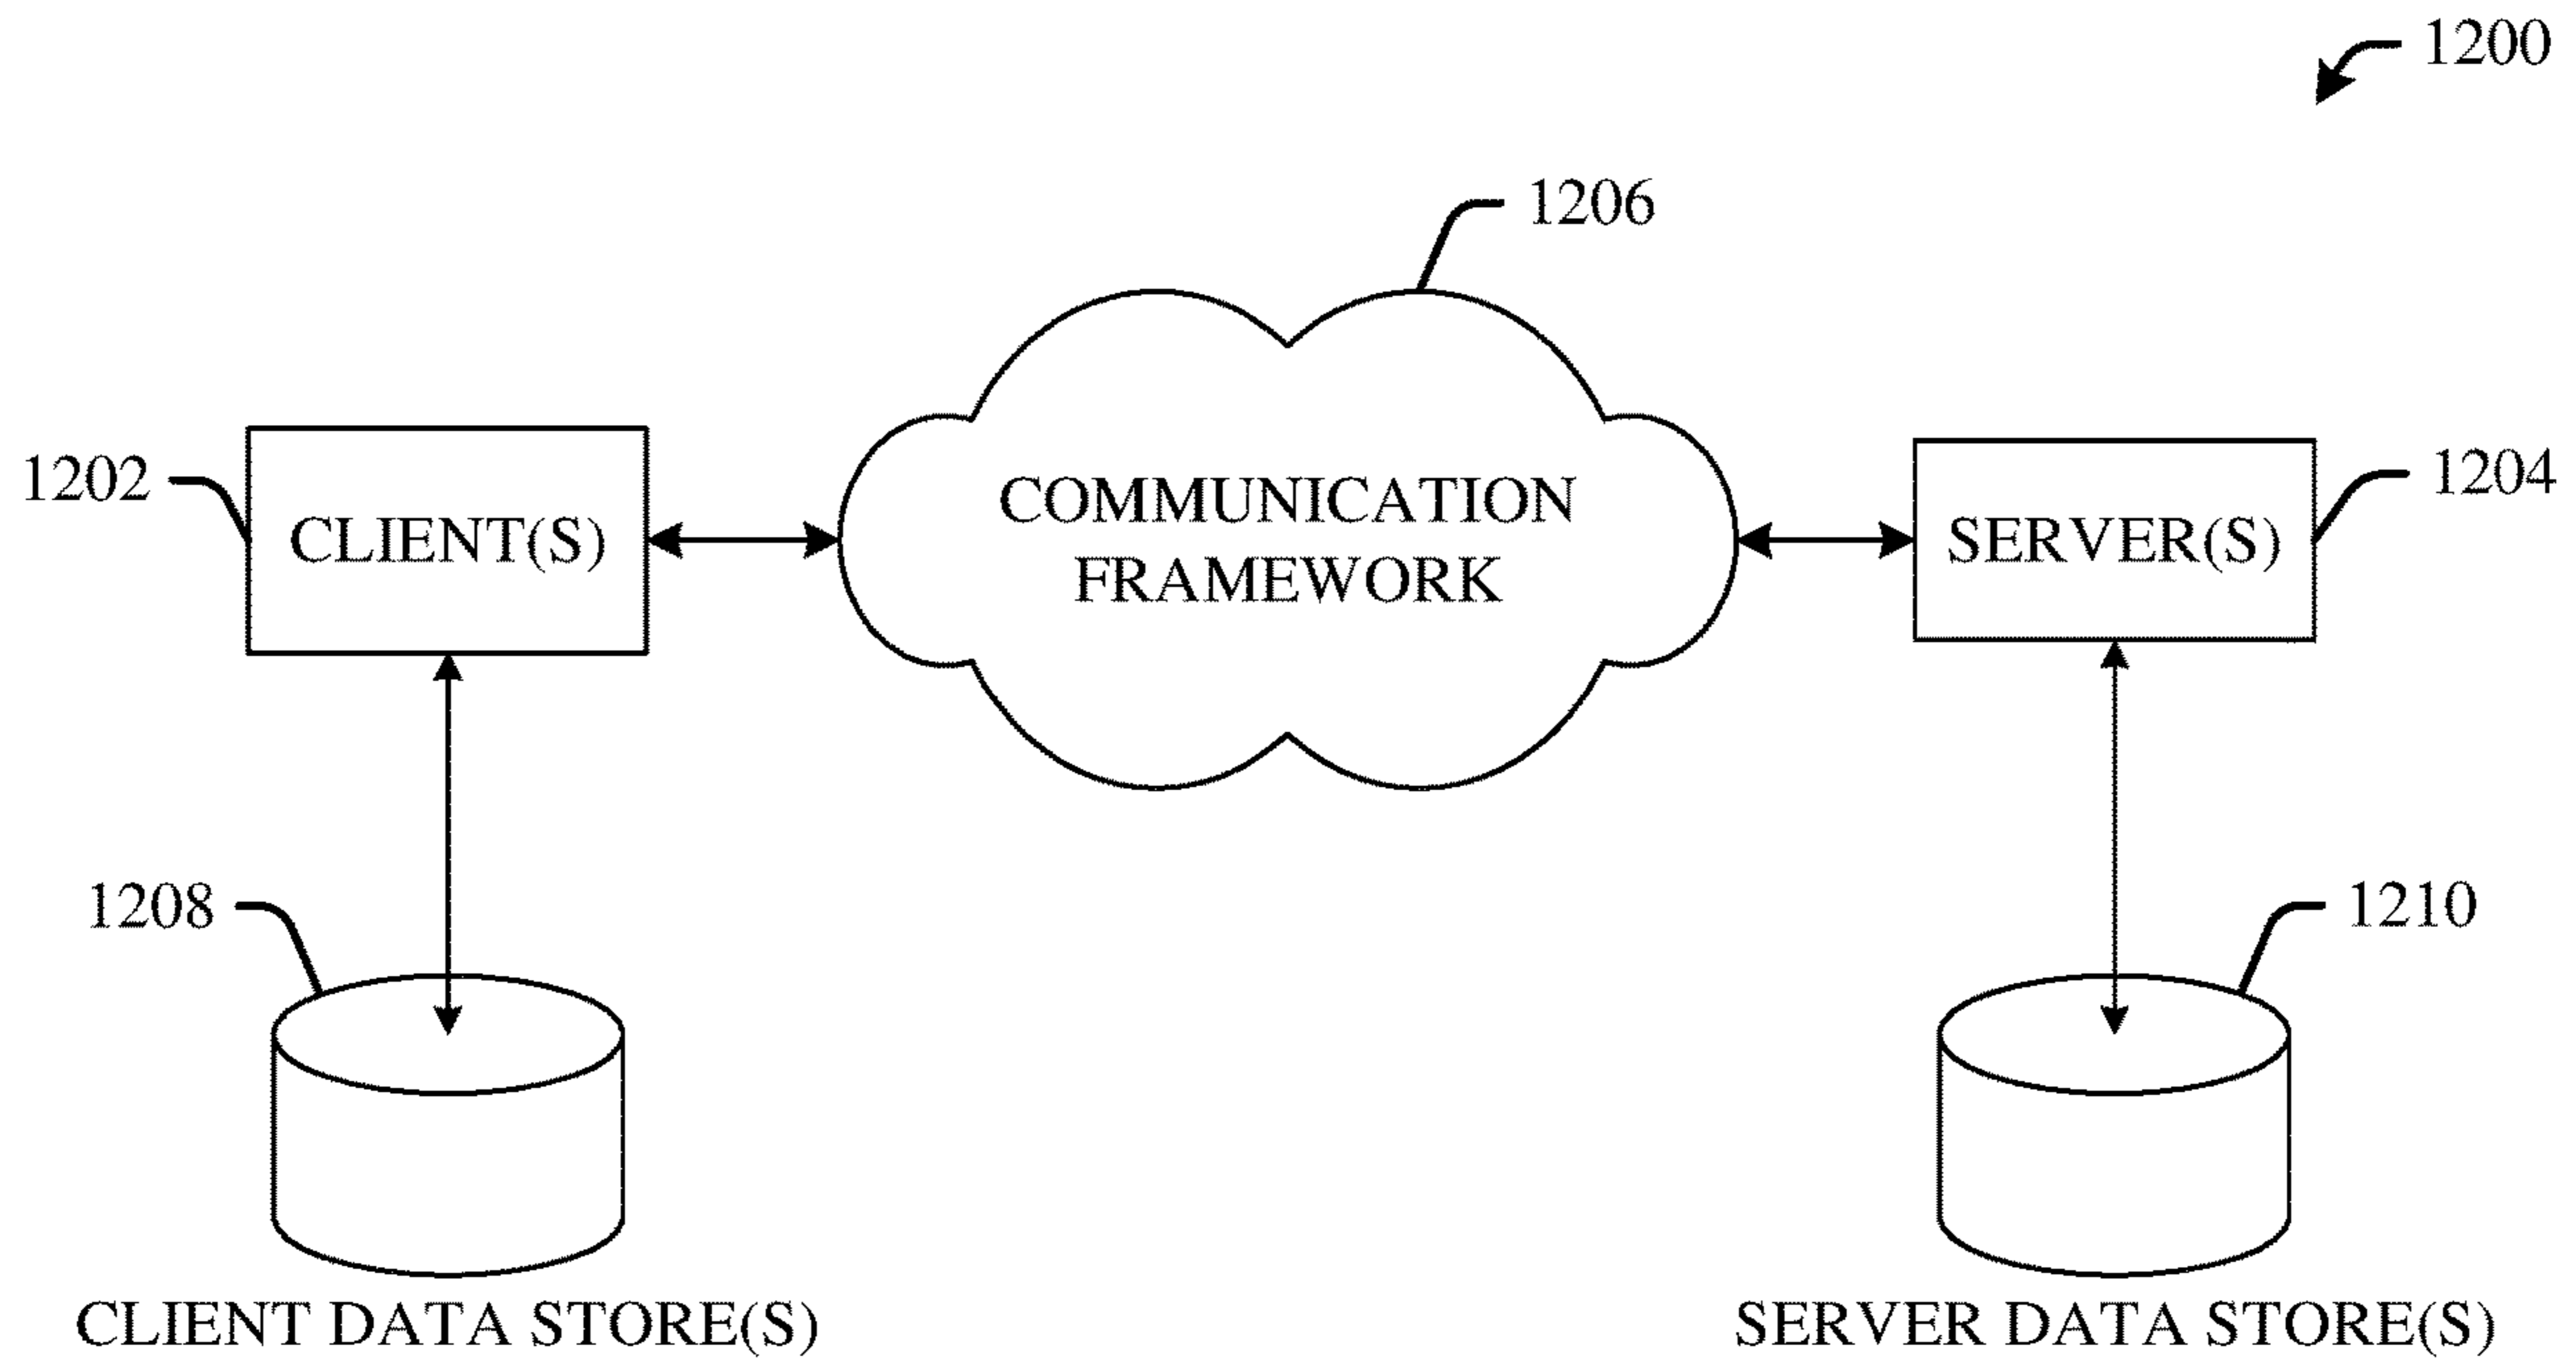 1200
1206
1202
CLIENT(S)
COMMUNICATION
FRAMEWORK
SERVER(S)
1204
1208
1210
CLIENT DATA STORE(S)
SERVER DATA STORE(S)